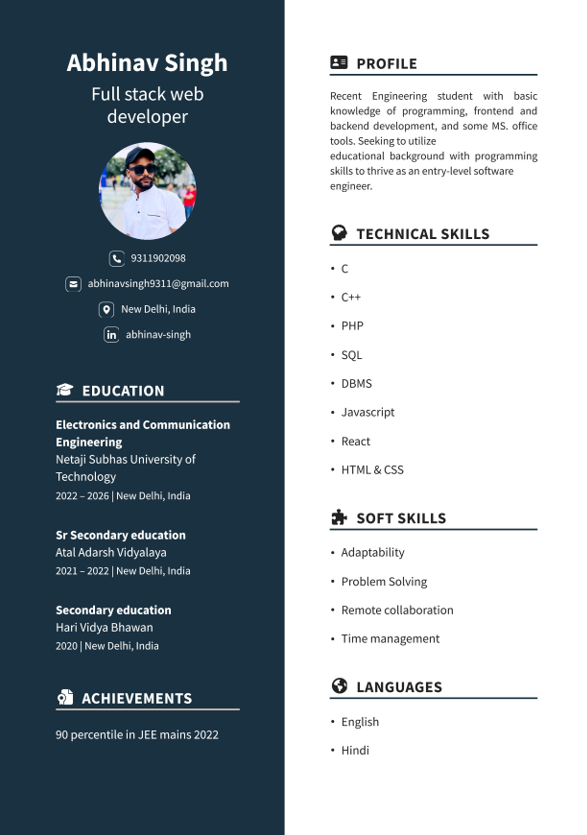 Abhinav Singh
Full stack web
developer
9311902098
abhinavsingh9311@gmail.com
New Delhi, India
abhinav-singh
EDUCATION
Electronics and Communication
Engineering
Netaji Subhas University of
Technology
2022 – 2026 | New Delhi, India
Sr Secondary education
Atal Adarsh Vidyalaya
2021 – 2022 | New Delhi, India
Secondary education
Hari Vidya Bhawan
2020 | New Delhi, India
ACHIEVEMENTS
90 percentile in JEE mains 2022
PROFILE
Recent Engineering student with basic
knowledge of programming, frontend and
backend development, and some MS. office
tools. Seeking to utilize
educational background with programming
skills to thrive as an entry-level software
engineer.
TECHNICAL SKILLS
• C
• C++
• PHP
• SQL
• DBMS
• Javascript
• React
• HTML & CSS
SOFT SKILLS
• Adaptability
• Problem Solving
• Remote collaboration
• Time management
LANGUAGES
• English
• Hindi